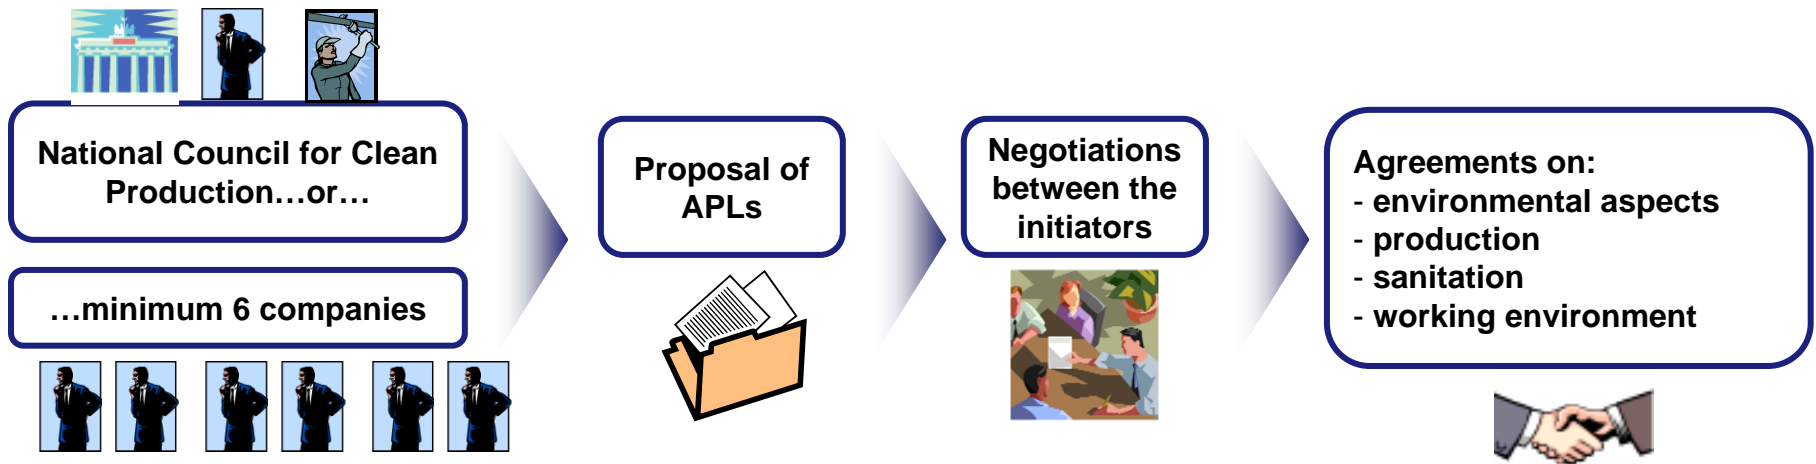 National Council for Clean
Production…or…
…minimum 6 companies
Proposal of
APLs
Negotiations
between the
initiators
Agreements on:
- environmental aspects
- production
- sanitation
- working environment